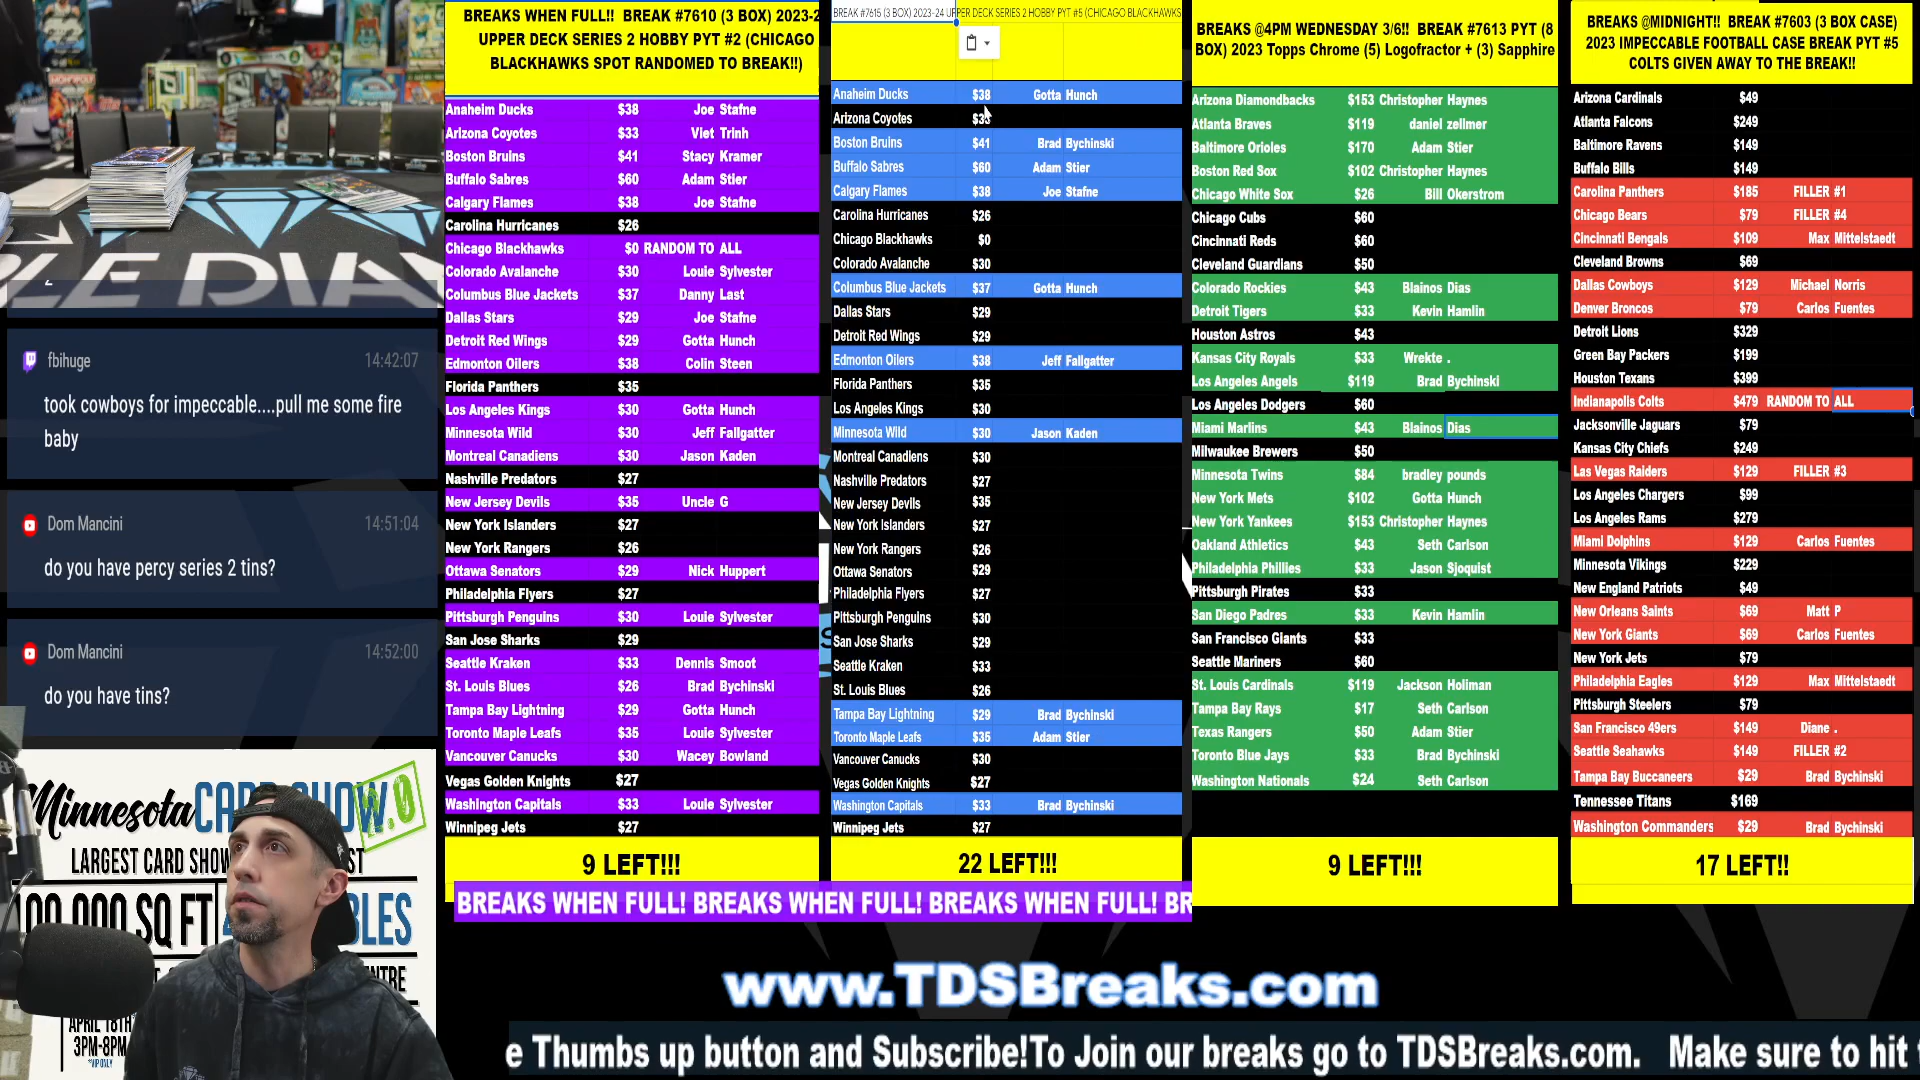 fbihuge 14:42:07
took cowboys for impeccable....pull me some fire
baby
Dom Mancini 14:51:04
do you have percy series 2 tins?
Dom Mancini 14:52:00
do you have tins?
Minnesota
LARGEST CARD SHOW
100,000 SQ FT
APRIL 18TH
3PM-8PM
**VIP ONLY
BREAKS WHEN FULL!! BREAK #7610 (3 BOX) 2023-2
UPPER DECK SERIES 2 HOBBY PYT #2 (CHICAGO
BLACKHAWKS SPOT RANDOMED TO BREAK!!)
Anaheim Ducks $38 Joe Stafne
Arizona Coyotes $33 Viet Trinh
Boston Bruins $41 Stacy Kramer
Buffalo Sabres $60 Adam Stier
Calgary Flames $38 Joe Stafne
Carolina Hurricanes $26
Chicago Blackhawks $0 RANDOM TO ALL
Colorado Avalanche $30 Louie Sylvester
Columbus Blue Jackets $37 Danny Last
Dallas Stars $29 Joe Stafne
Detroit Red Wings $29 Gotta Hunch
Edmonton Oilers $38 Colin Steen
Florida Panthers $35
Los Angeles Kings $30 Gotta Hunch
Minnesota Wild $30 Jeff Fallgatter
Montreal Canadiens $30 Jason Kaden
Nashville Predators $27
New Jersey Devils $35 Uncle G
New York Islanders $27
New York Rangers $26
Ottawa Senators $29 Nick Huppert
Philadelphia Flyers $27
Pittsburgh Penguins $30 Louie Sylvester
San Jose Sharks $29
Seattle Kraken $33 Dennis Smoot
St. Louis Blues $26 Brad Bychinski
Tampa Bay Lightning $29 Gotta Hunch
Toronto Maple Leafs $35 Louie Sylvester
Vancouver Canucks $30 Wacey Bowland
Vegas Golden Knights $27
Washington Capitals $33 Louie Sylvester
Winnipeg Jets $27
9 LEFT!!!
BREAK #7615 (3 BOX) 2023-24 UPPER DECK SERIES 2 HOBBY PYT #5 (CHICAGO BLACKHAWKS
Anaheim Ducks $38 Gotta Hunch
Arizona Coyotes $33
Boston Bruins $41 Brad Bychinski
Buffalo Sabres $60 Adam Stier
Calgary Flames $38 Joe Stafne
Carolina Hurricanes $26
Chicago Blackhawks $0
Colorado Avalanche $30
Columbus Blue Jackets $37 Gotta Hunch
Dallas Stars $29
Detroit Red Wings $29
Edmonton Oilers $38 Jeff Fallgatter
Florida Panthers $35
Los Angeles Kings $30
Minnesota Wild $30 Jason Kaden
Montreal Canadiens $30
Nashville Predators $27
New Jersey Devils $35
New York Islanders $27
New York Rangers $26
Ottawa Senators $29
Philadelphia Flyers $27
Pittsburgh Penguins $30
San Jose Sharks $29
Seattle Kraken $33
St. Louis Blues $26
Tampa Bay Lightning $29 Brad Bychinski
Toronto Maple Leafs $35 Adam Stier
Vancouver Canucks $30
Vegas Golden Knights $27
Washington Capitals $33 Brad Bychinski
Winnipeg Jets $27
22 LEFT!!!
BREAKS @4PM WEDNESDAY 3/6!! BREAK #7613 PYT (8
BOX) 2023 Topps Chrome (5) Logofractor + (3) Sapphire
Arizona Diamondbacks $153 Christopher Haynes
Atlanta Braves $119 daniel zellmer
Baltimore Orioles $170 Adam Stier
Boston Red Sox $102 Christopher Haynes
Chicago White Sox $26 Bill Okerstrom
Chicago Cubs $60
Cincinnati Reds $60
Cleveland Guardians $50
Colorado Rockies $43 Blainos Dias
Detroit Tigers $33 Kevin Hamlin
Houston Astros $43
Kansas City Royals $33 Wrekte .
Los Angeles Angels $119 Brad Bychinski
Los Angeles Dodgers $60
Miami Marlins $43 Blainos Dias
Milwaukee Brewers $50
Minnesota Twins $84 bradley pounds
New York Mets $102 Gotta Hunch
New York Yankees $153 Christopher Haynes
Oakland Athletics $43 Seth Carlson
Philadelphia Phillies $33 Jason Sjoquist
Pittsburgh Pirates $33
San Diego Padres $33 Kevin Hamlin
San Francisco Giants $33
Seattle Mariners $60
St. Louis Cardinals $119 Jackson Holiman
Tampa Bay Rays $17 Seth Carlson
Texas Rangers $50 Adam Stier
Toronto Blue Jays $33 Brad Bychinski
Washington Nationals $24 Seth Carlson
9 LEFT!!!
BREAKS @MIDNIGHT!! BREAK #7603 (3 BOX CASE)
2023 IMPECCABLE FOOTBALL CASE BREAK PYT #5
COLTS GIVEN AWAY TO THE BREAK!!
Arizona Cardinals $49
Atlanta Falcons $249
Baltimore Ravens $149
Buffalo Bills $149
Carolina Panthers $185 FILLER #1
Chicago Bears $79 FILLER #4
Cincinnati Bengals $109 Max Mittelstaedt
Cleveland Browns $69
Dallas Cowboys $129 Michael Norris
Denver Broncos $79 Carlos Fuentes
Detroit Lions $329
Green Bay Packers $199
Houston Texans $399
Indianapolis Colts $479 RANDOM TO ALL
Jacksonville Jaguars $79
Kansas City Chiefs $249
Las Vegas Raiders $129 FILLER #3
Los Angeles Chargers $99
Los Angeles Rams $279
Miami Dolphins $129 Carlos Fuentes
Minnesota Vikings $229
New England Patriots $49
New Orleans Saints $69 Matt P
New York Giants $69 Carlos Fuentes
New York Jets $79
Philadelphia Eagles $129 Max Mittelstaedt
Pittsburgh Steelers $79
San Francisco 49ers $149 Diane .
Seattle Seahawks $149 FILLER #2
Tampa Bay Buccaneers $29 Brad Bychinski
Tennessee Titans $169
Washington Commanders $29 Brad Bychinski
17 LEFT!!
BREAKS WHEN FULL! BREAKS WHEN FULL! BREAKS WHEN FULL! BR
www.TDSBreaks.com
e Thumbs up button and Subscribe!To Join our breaks go to TDSBreaks.com. Make sure to hit